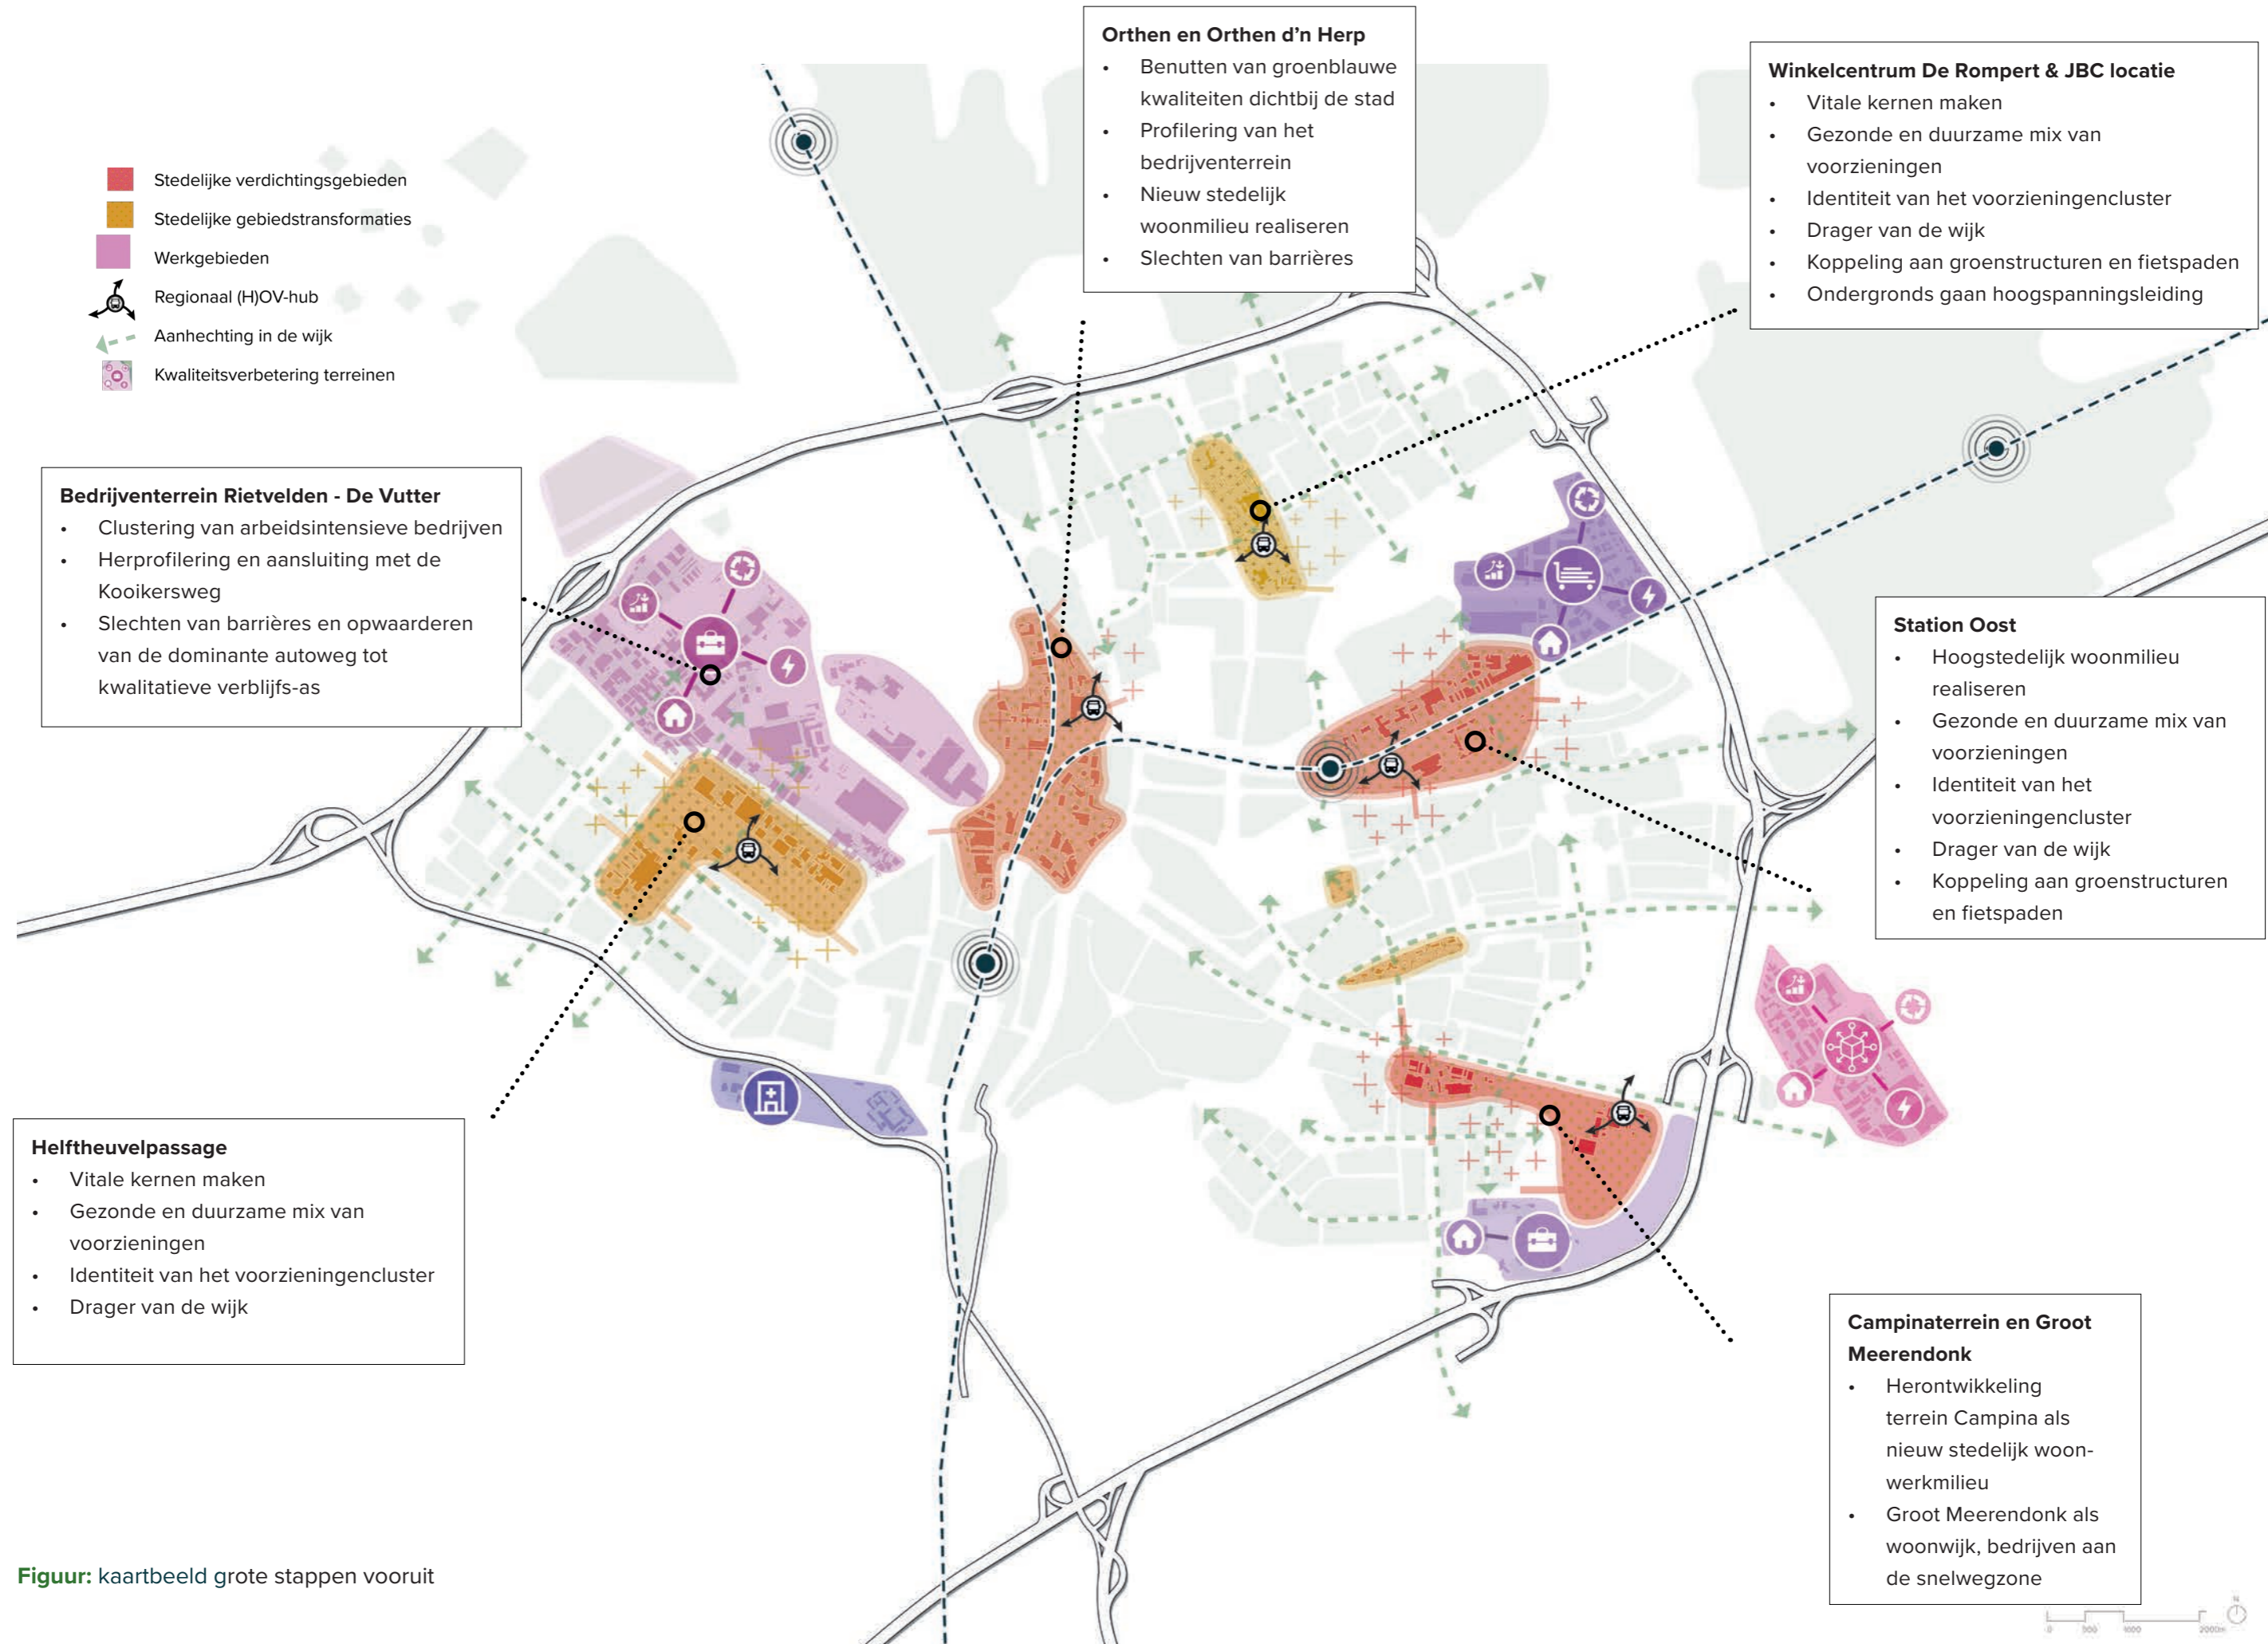 Orthen en Orthen d'n Herp
• Benutten van groenblauwe
kwaliteiten dichtbij de stad
• Profilering van het
bedrijventerrein
• Nieuw stedelijk
woonmilieu realiseren
• Slechten van barrières
Winkelcentrum De Rompert & JBC locatie
• Vitale kernen maken
• Gezonde en duurzame mix van
voorzieningen
• Identiteit van het voorzieningencluster
• Drager van de wijk
• Koppeling aan groenstructuren en fietspaden
• Ondergronds gaan hoogspanningsleiding
Stedelijke verdichtingsgebieden
Stedelijke gebiedstransformaties
Werkgebieden
Regionaal (H)OV-hub
Aanhechting in de wijk
Kwaliteitsverbetering terreinen
Bedrijventerrein Rietvelden - De Vutter
• Clustering van arbeidsintensieve bedrijven
• Herprofilering en aansluiting met de
Kooikersweg
• Slechten van barrières en opwaarderen
van de dominante autoweg tot
kwalitatieve verblijfs-as
Station Oost
• Hoogstedelijk woonmilieu
realiseren
• Gezonde en duurzame mix van
voorzieningen
• Identiteit van het
voorzieningencluster
• Drager van de wijk
• Koppeling aan groenstructuren
en fietspaden
Helftheuvelpassage
• Vitale kernen maken
• Gezonde en duurzame mix van
voorzieningen
• Identiteit van het voorzieningencluster
• Drager van de wijk
Campinaterrein en Groot
Meerendonk
• Herontwikkeling
terrein Campina als
nieuw stedelijk woon-
werkmilieu
• Groot Meerendonk als
woonwijk, bedrijven aan
de snelwegzone
Figuur: kaartbeeld grote stappen vooruit
N
0 500 1000 2000m